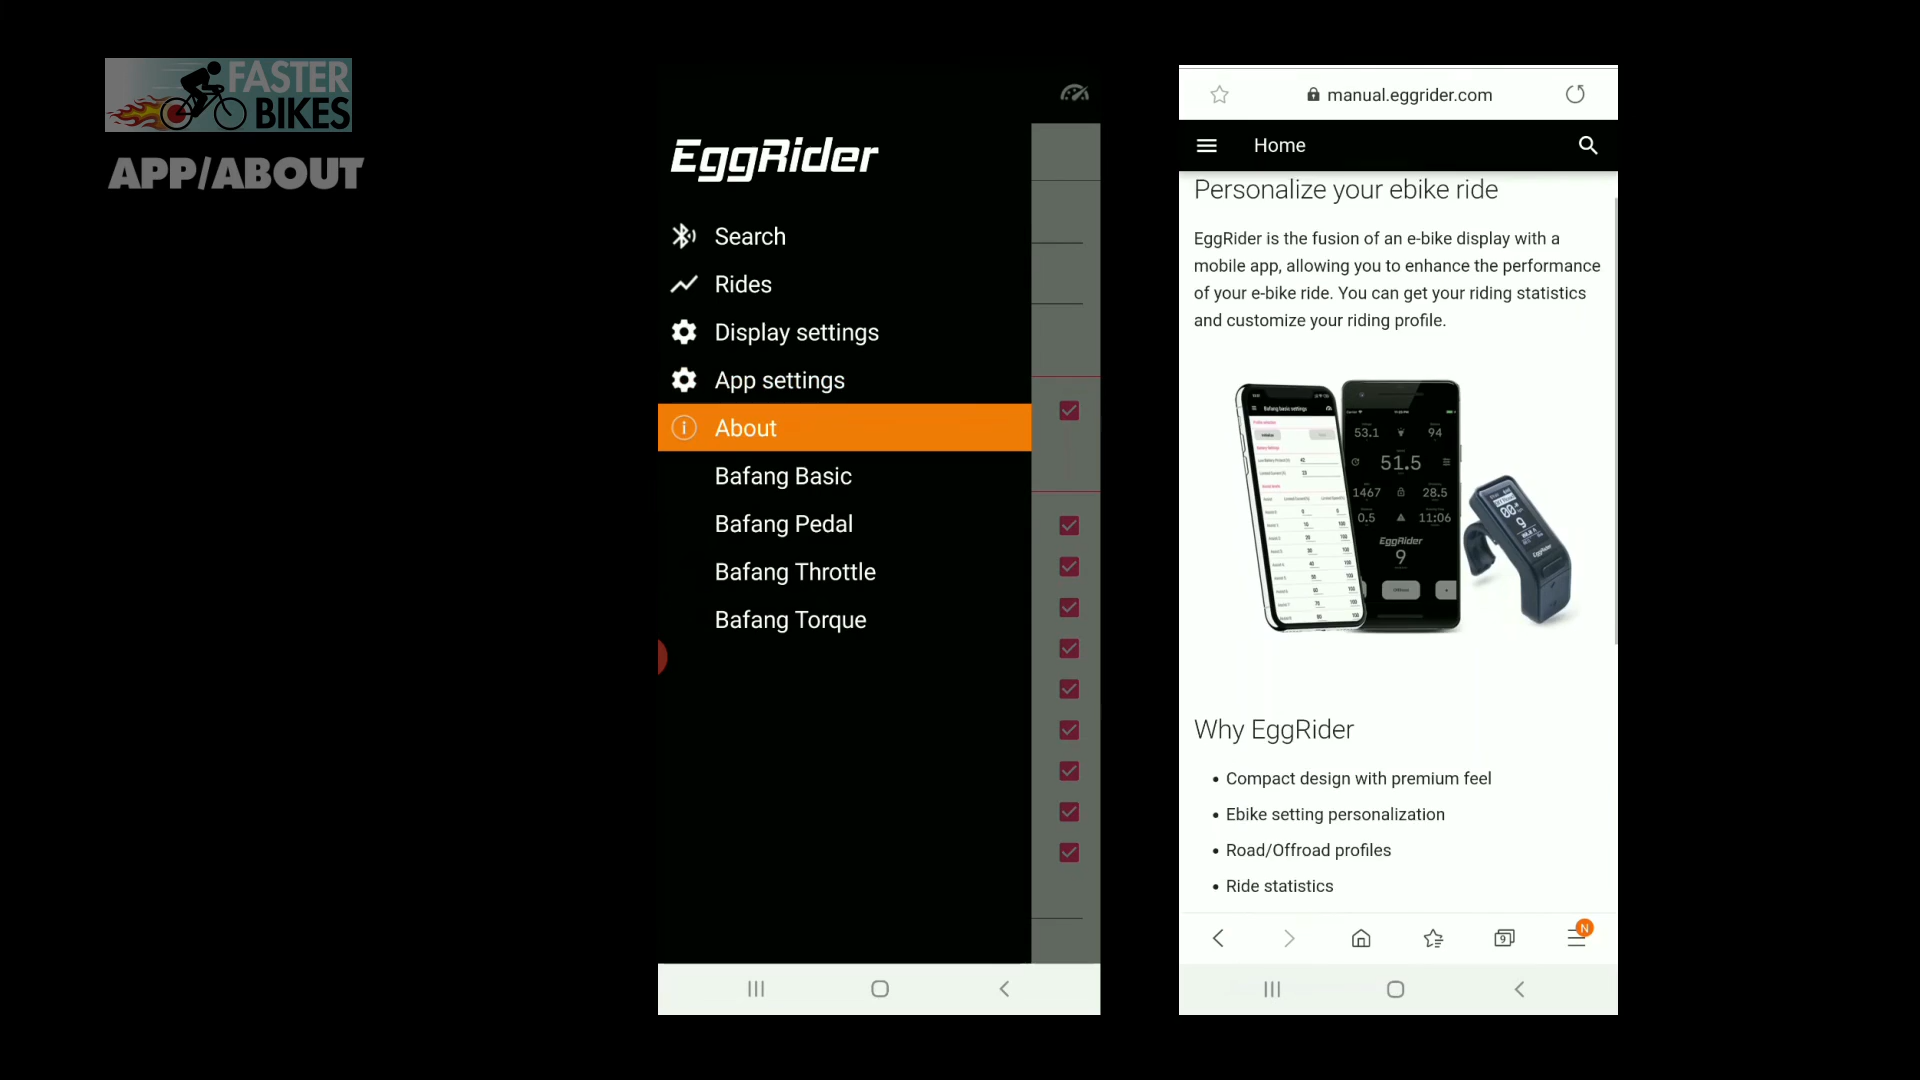 FASTER
BIKES
APP/ABOUT
EggRider
Search
Rides
Display settings
App settings
About
Bafang Basic
Bafang Pedal
Bafang Throttle
Bafang Torque
manual.eggrider.com
Home
Personalize your ebike ride
EggRider is the fusion of an e-bike display with a
mobile app, allowing you to enhance the performance
of your e-bike ride. You can get your riding statistics
and customize your riding profile.
Bafang basic settings
53.1
94
51.5
1467
28.5
0.5
11:06
EggRider
9
Why EggRider
• Compact design with premium feel
• Ebike setting personalization
• Road/Offroad profiles
• Ride statistics
9
N